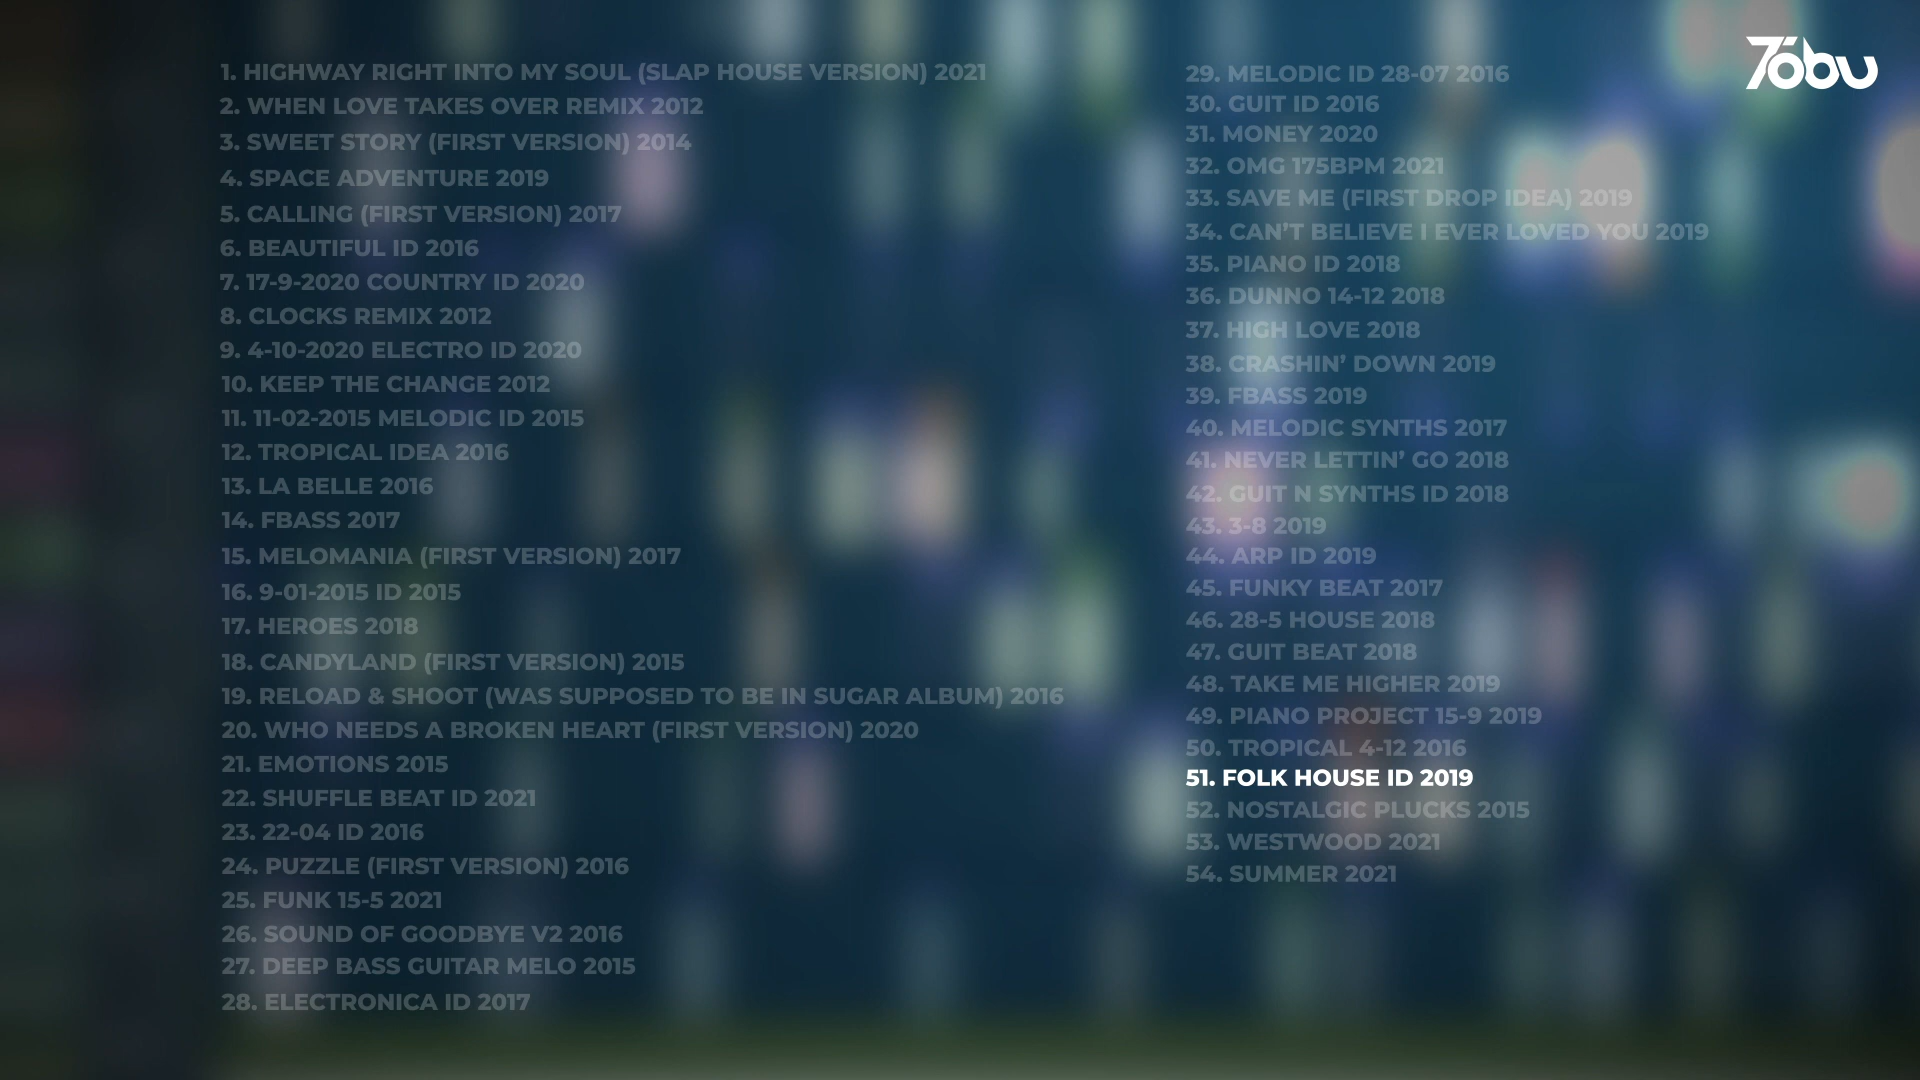 1. HIGHWAY RIGHT INTO MY SOUL (SLAP HOUSE VERSION) 2021
2. WHEN LOVE TAKES OVER REMIX 2012
3. SWEET STORY (FIRST VERSION) 2014
4. SPACE ADVENTURE 2019
5. CALLING (FIRST VERSION) 2017
6. BEAUTIFUL ID 2016
7. 17-9-2020 COUNTRY ID 2020
8. CLOCKS REMIX 2012
9. 4-10-2020 ELECTRO ID 2020
10. KEEP THE CHANGE 2012
11. 11-02-2015 MELODIC ID 2015
12. TROPICAL IDEA 2016
13. LA BELLE 2016
14. FBASS 2017
15. MELOMANIA (FIRST VERSION) 2017
16. 9-01-2015 ID 2015
17. HEROES 2018
18. CANDYLAND (FIRST VERSION) 2015
19. RELOAD & SHOOT (WAS SUPPOSED TO BE IN SUGAR ALBUM) 2016
20. WHO NEEDS A BROKEN HEART (FIRST VERSION) 2020
21. EMOTIONS 2015
22. SHUFFLE BEAT ID 2021
23. 22-04 ID 2016
24. PUZZLE (FIRST VERSION) 2016
25. FUNK 15-5 2021
26. SOUND OF GOODBYE V2 2016
27. DEEP BASS GUITAR MELO 2015
28. ELECTRONICA ID 2017
29. MELODIC ID 28-07 2016
30. GUIT ID 2016
31. MONEY 2020
32. OMG 175BPM 2021
33. SAVE ME (FIRST DROP IDEA) 2019
34. CAN'T BELIEVE I EVER LOVED YOU 2019
35. PIANO ID 2018
36. DUNNO 14-12 2018
37. HIGH LOVE 2018
38. CRASHIN' DOWN 2019
39. FBASS 2019
40. MELODIC SYNTHS 2017
41. NEVER LETTIN' GO 2018
42. GUIT N SYNTHS ID 2018
43. 3-8 2019
44. ARP ID 2019
45. FUNKY BEAT 2017
46. 28-5 HOUSE 2018
47. GUIT BEAT 2018
48. TAKE ME HIGHER 2019
49. PIANO PROJECT 15-9 2019
50. TROPICAL 4-12 2016
51. FOLK HOUSE ID 2019
52. NOSTALGIC PLUCKS 2015
53. WESTWOOD 2021
54. SUMMER 2021
Tobu